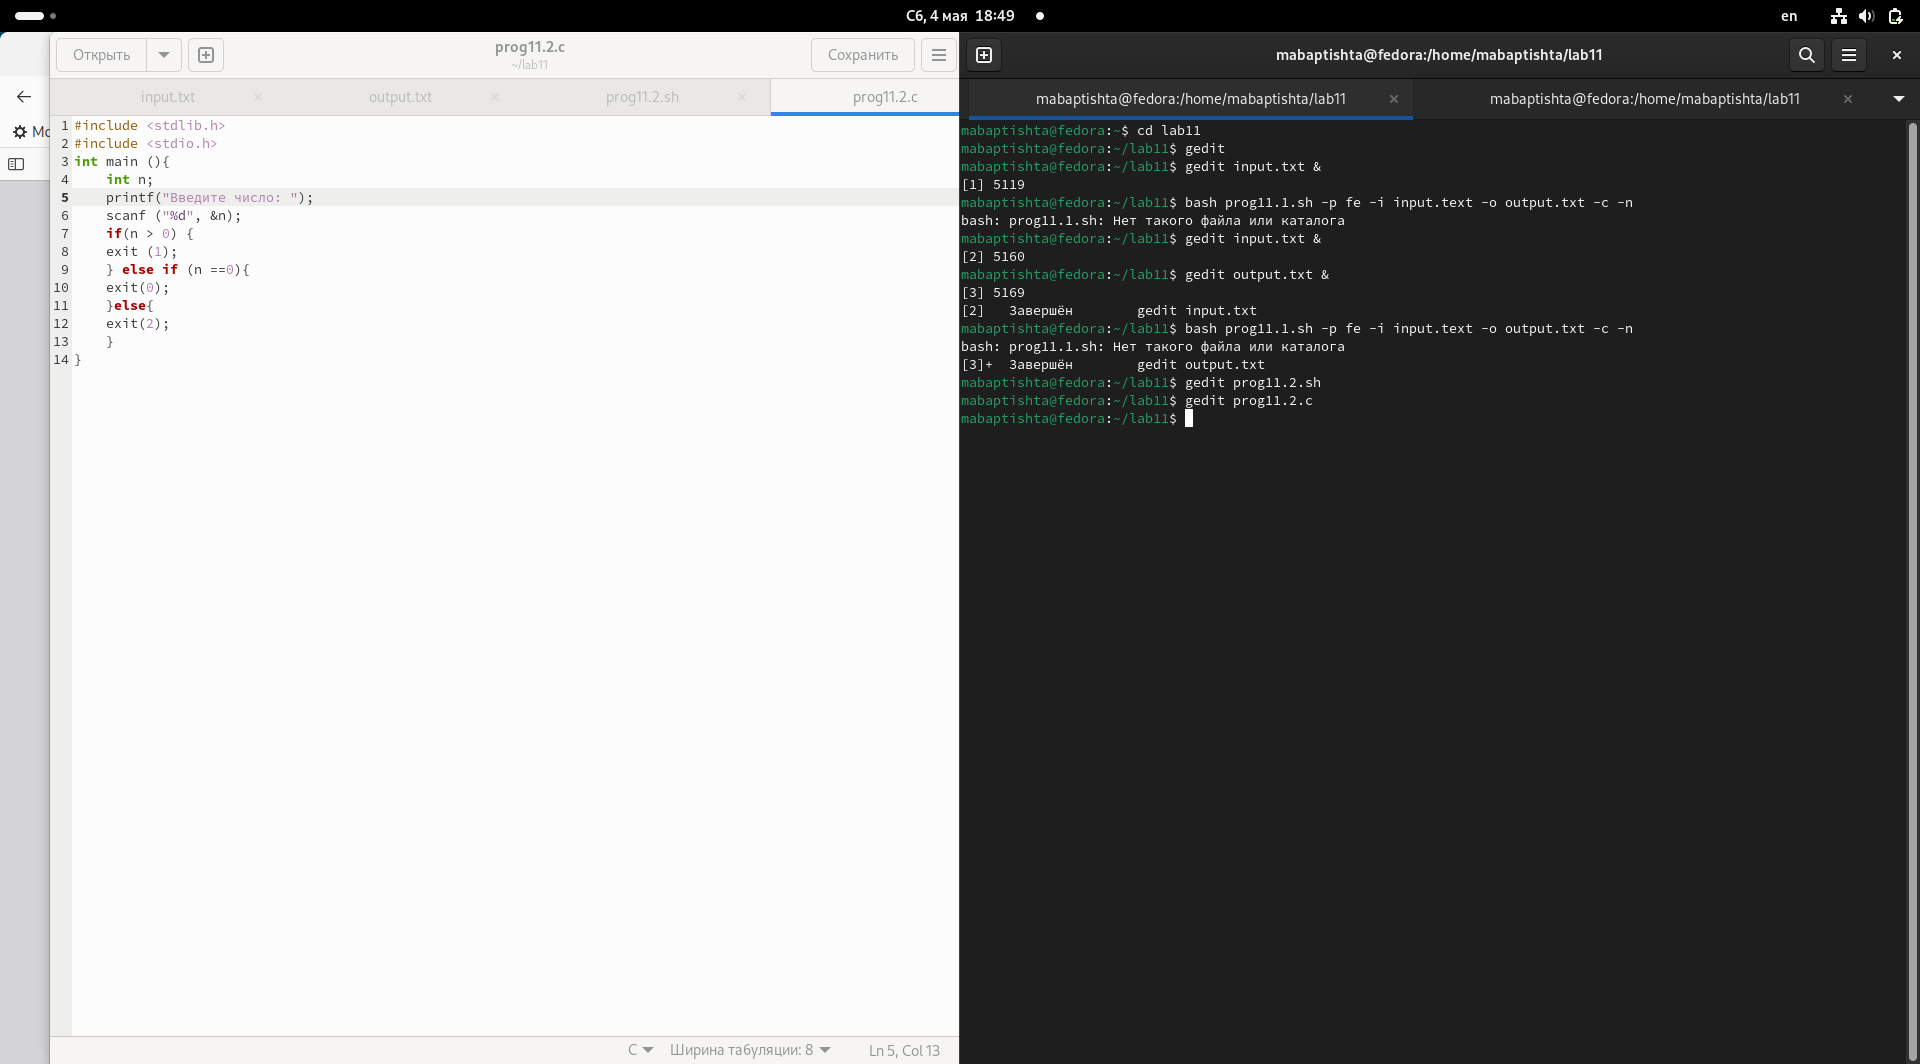 Сб, 4 мая 18:49
en
Открыть
prog11.2.c
~/lab11
Сохранить
input.txt
output.txt
prog11.2.sh
prog11.2.c
Mo
1 #include <stdlib.h>
2 #include <stdio.h>
3 int main (){
4 int n;
5 printf("Введите число: ");
6 scanf ("%d", &n);
7 if(n > 0) {
8 exit (1);
9 } else if (n ==0){
10 exit(0);
11 }else{
12 exit(2);
13 }
14 }
C
Ширина табуляции: 8
Ln 5, Col 13
mabaptishta@fedora:/home/mabaptishta/lab11
mabaptishta@fedora:/home/mabaptishta/lab11
mabaptishta@fedora:/home/mabaptishta/lab11
mabaptishta@fedora:~$ cd lab11
mabaptishta@fedora:~/lab11$ gedit
mabaptishta@fedora:~/lab11$ gedit input.txt &
[1] 5119
mabaptishta@fedora:~/lab11$ bash prog11.1.sh -p fe -i input.text -o output.txt -c -n
bash: prog11.1.sh: Нет такого файла или каталога
mabaptishta@fedora:~/lab11$ gedit input.txt &
[2] 5160
mabaptishta@fedora:~/lab11$ gedit output.txt &
[3] 5169
[2]   Завершён        gedit input.txt
mabaptishta@fedora:~/lab11$ bash prog11.1.sh -p fe -i input.text -o output.txt -c -n
bash: prog11.1.sh: Нет такого файла или каталога
[3]+  Завершён        gedit output.txt
mabaptishta@fedora:~/lab11$ gedit prog11.2.sh
mabaptishta@fedora:~/lab11$ gedit prog11.2.c
mabaptishta@fedora:~/lab11$